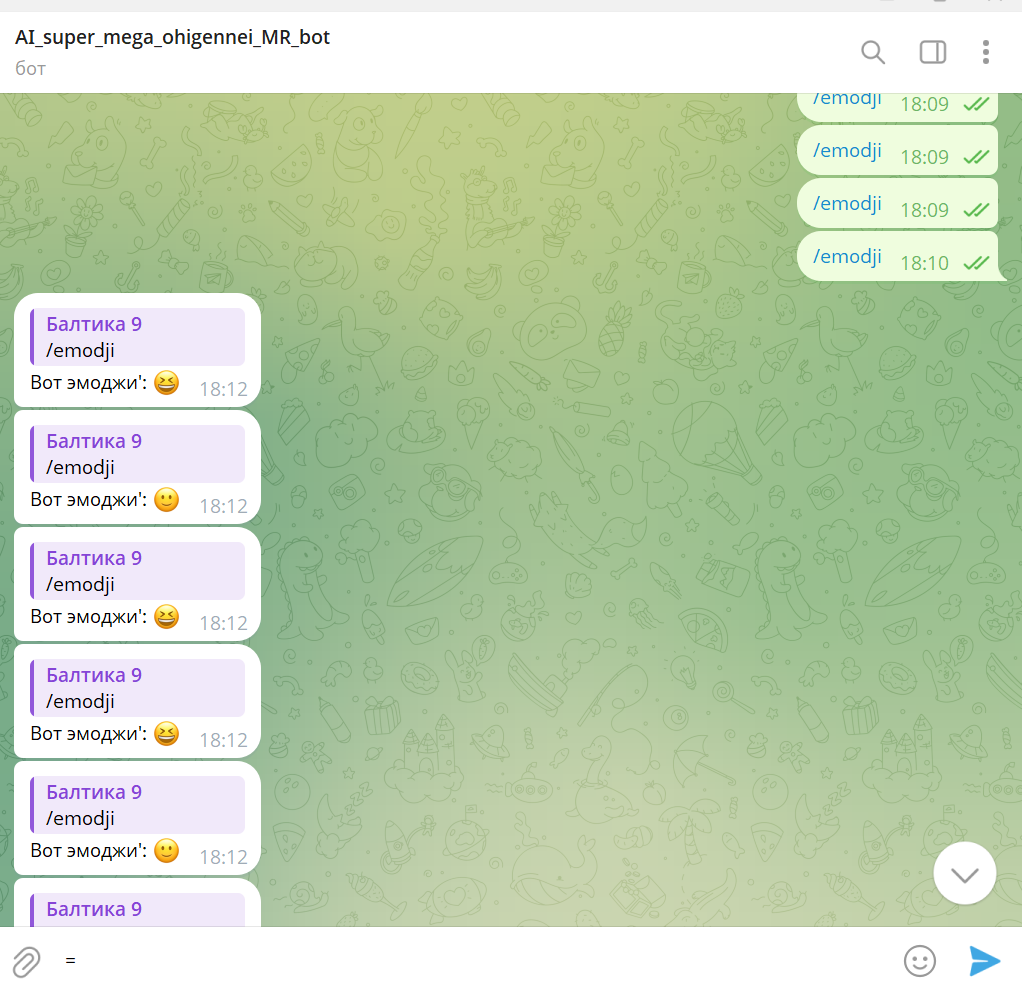 AI_super_mega_ohigennei_MR_bot
бот
/emodji 18:09
/emodji 18:09
/emodji 18:09
/emodji 18:10
Балтика 9
/emodji
Вот эмоджи': 😆 18:12
Балтика 9
/emodji
Вот эмоджи': 🙂 18:12
Балтика 9
/emodji
Вот эмоджи': 😆 18:12
Балтика 9
/emodji
Вот эмоджи': 😆 18:12
Балтика 9
/emodji
Вот эмоджи': 🙂 18:12
Балтика 9
=